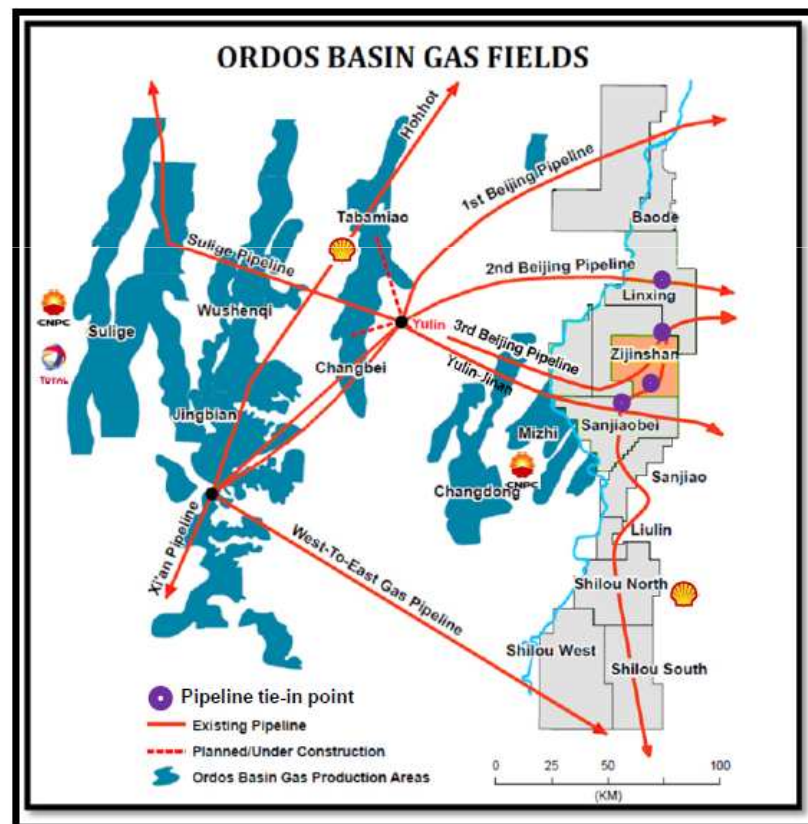 ORDOS BASIN GAS FIELDS
Hohhot
1st Beijing Pipeline
Tabamiao
Baode
Sulige Pipeline
2nd Beijing Pipeline
Linxing
Wushenqi
CNPC
Sulige
Yulin
3rd Beijing Pipeline
Zijinshan
TOTAL
Changbei
Yulin-Jinan
Jingbian
Mizhi
Sanjiaobei
CNPC
Changdong
Sanjiao
Xi'an Pipeline
West-To-East Gas Pipeline
Liulin
Shilou North
Shilou West
Shilou South
Pipeline tie-in point
Existing Pipeline
Planned/Under Construction
Ordos Basin Gas Production Areas
0 25 50 100
(KM)